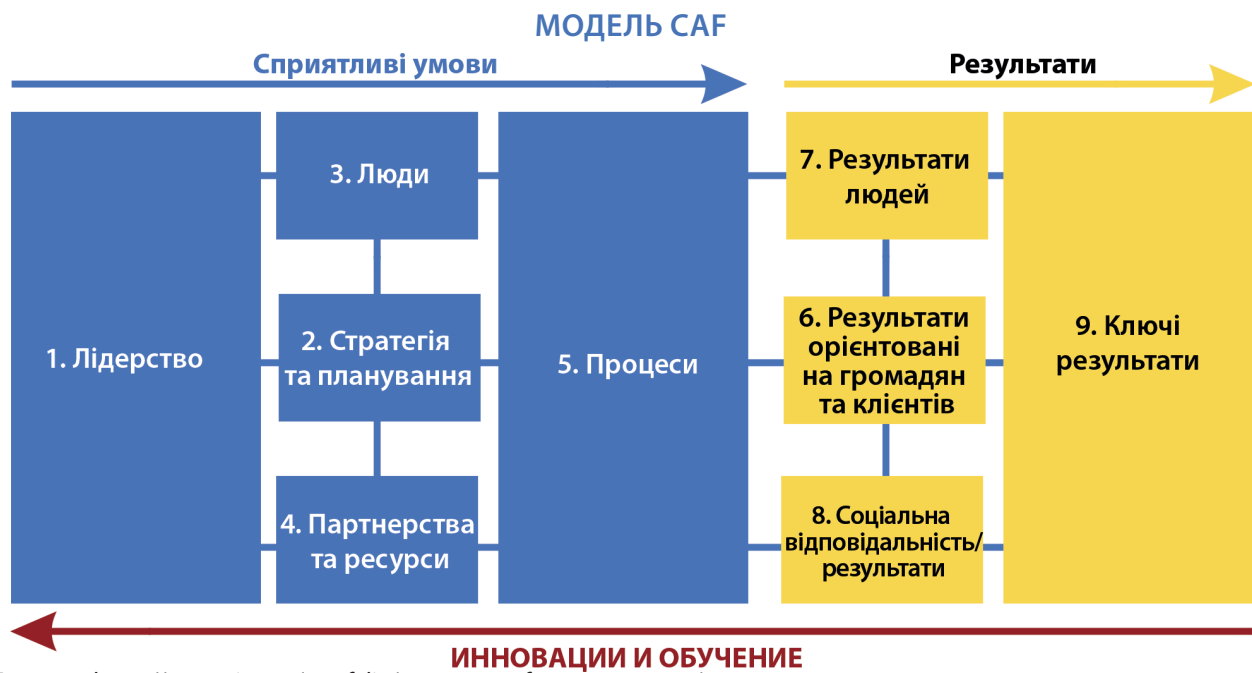 МОДЕЛЬ CAF
Сприятливі умови
Результати
1. Лідерство
3. Люди
2. Стратегія
та планування
4. Партнерства
та ресурси
5. Процеси
7. Результати
людей
6. Результати
орієнтовані
на громадян
та клієнтів
8. Соціальна
відповідальність/
результати
9. Ключі
результати
ИННОВАЦИИ И ОБУЧЕНИЕ